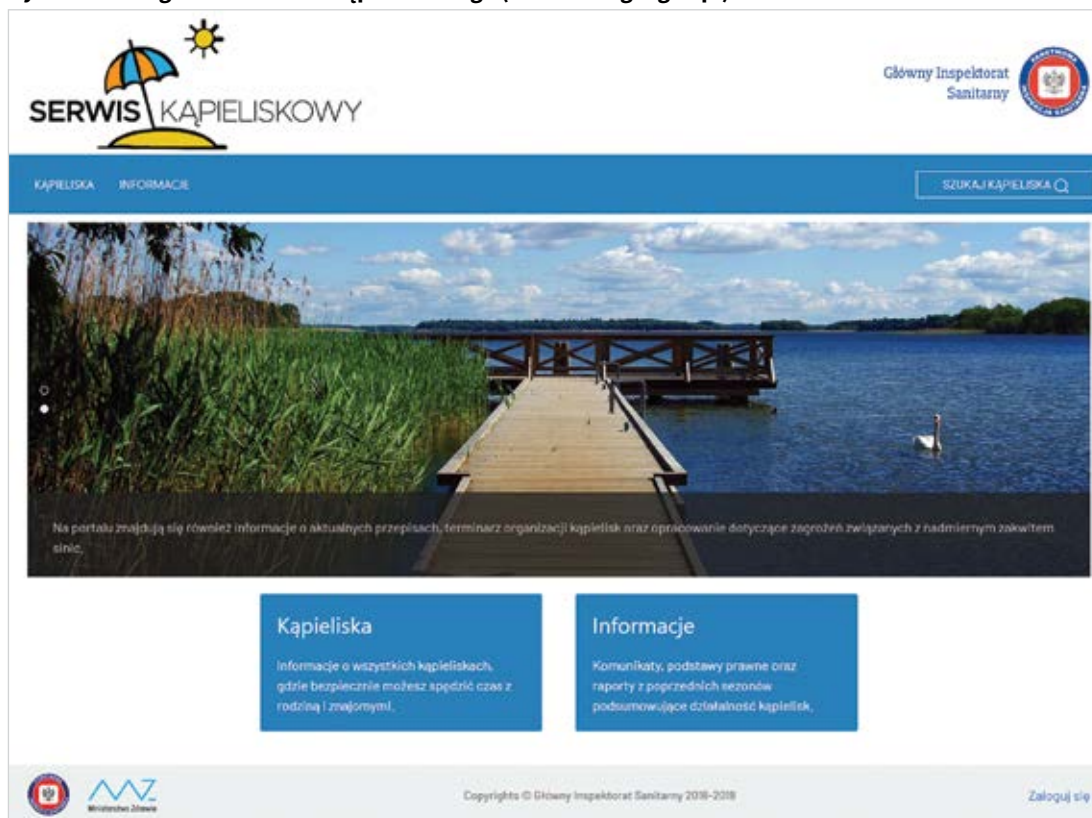 SERWIS KĄPIELISKOWY
Główny Inspektorat
Sanitarny
KĄPIELISKA INFORMACJE
SZUKAJ KĄPIELISKA
Na portalu znajdują się również informacje o aktualnych przepisach, terminarz organizacji kąpielisk oraz opracowanie dotyczące zagrożeń związanych z nadmiernym zakwitem
sinic.
Kąpieliska
Informacje o wszystkich kąpieliskach,
gdzie bezpiecznie możesz spędzić czas z
rodziną i znajomymi.
Informacje
Komunikaty, podstawy prawne oraz
raporty z poprzednich sezonów
podsumowujące działalność kąpielisk.
Ministerstwo Zdrowia
Copyrights © Główny Inspektorat Sanitarny 2018-2018
Zaloguj się